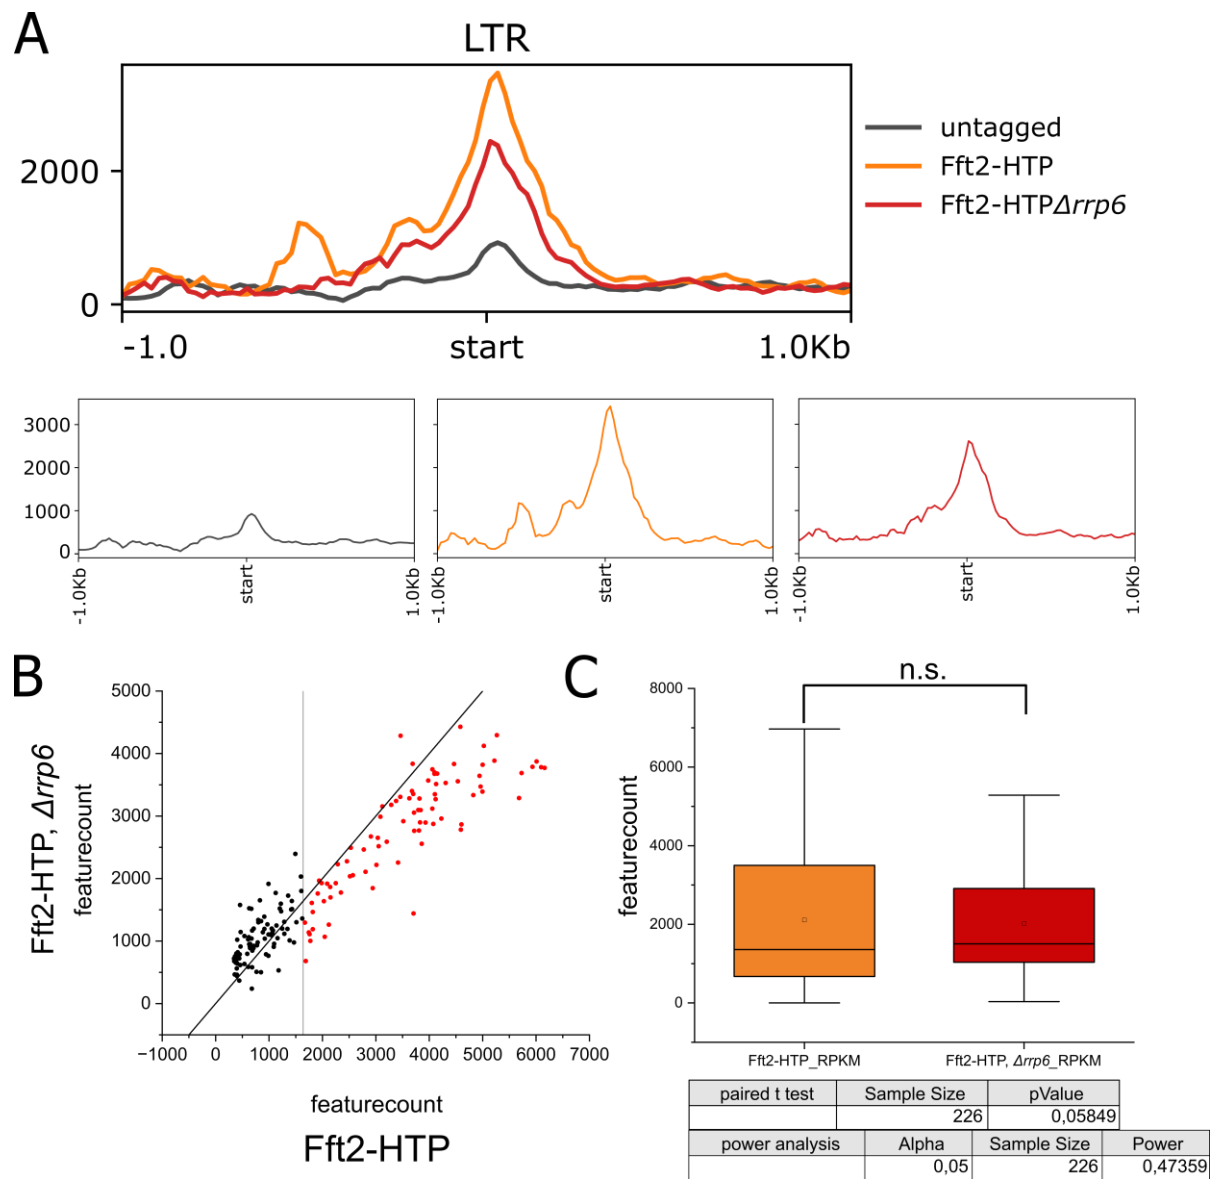 A
LTR
2000
0
-1.0 start 1.0Kb
untagged
Fft2-HTP
Fft2-HTPΔrrp6
3000
2000
1000
0
-1.0Kb start 1.0Kb
-1.0Kb start 1.0Kb
-1.0Kb start 1.0Kb
B
Fft2-HTP, Δrrp6
featurecount
5000
4000
3000
2000
1000
0
−1000 0 1000 2000 3000 4000 5000 6000 7000
featurecount
Fft2-HTP
C
n.s.
featurecount
8000
6000
4000
2000
0
Fft2-HTP_RPKM Fft2-HTP, Δrrp6_RPKM
paired t test Sample Size pValue
226 0,05849
power analysis Alpha Sample Size Power
0,05 226 0,47359